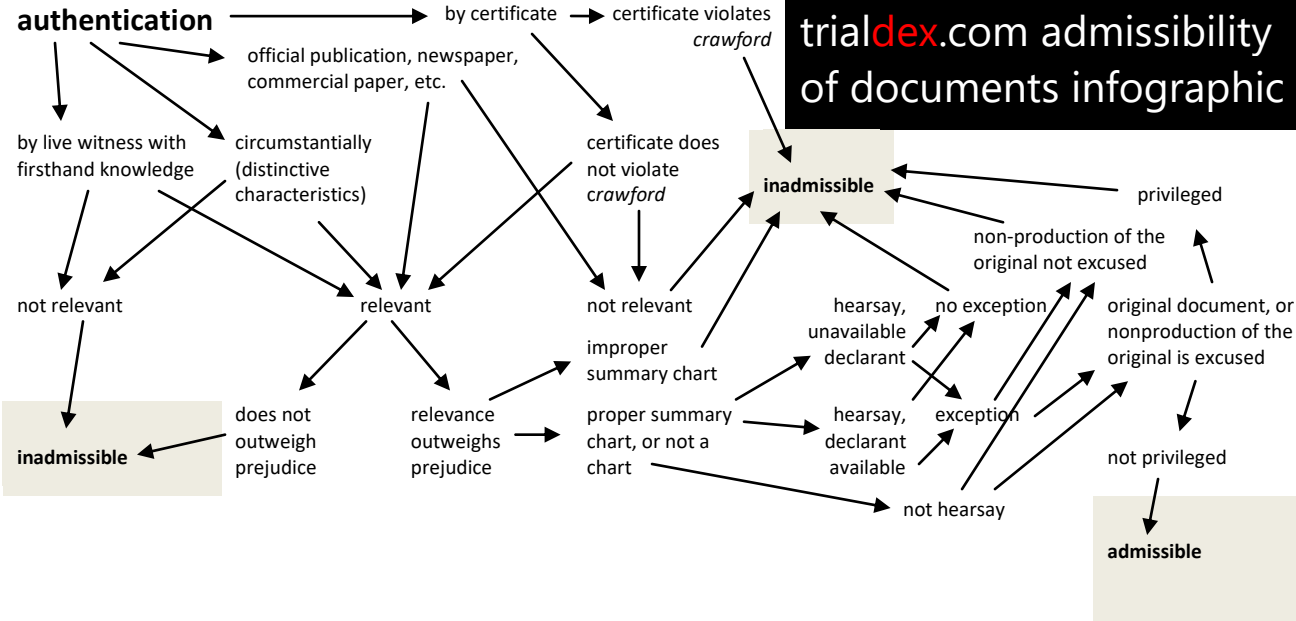 authentication
by certificate
certificate violates
crawford
trialdex.com admissibility
of documents infographic
official publication, newspaper,
commercial paper, etc.
by live witness with
firsthand knowledge
circumstantially
(distinctive
characteristics)
certificate does
not violate
crawford
inadmissible
privileged
non-production of the
original not excused
not relevant
relevant
not relevant
hearsay,
unavailable
declarant
no exception
original document, or
nonproduction of the
original is excused
improper
summary chart
does not
outweigh
prejudice
relevance
outweighs
prejudice
proper summary
chart, or not a
chart
hearsay,
declarant
available
exception
inadmissible
not privileged
not hearsay
admissible